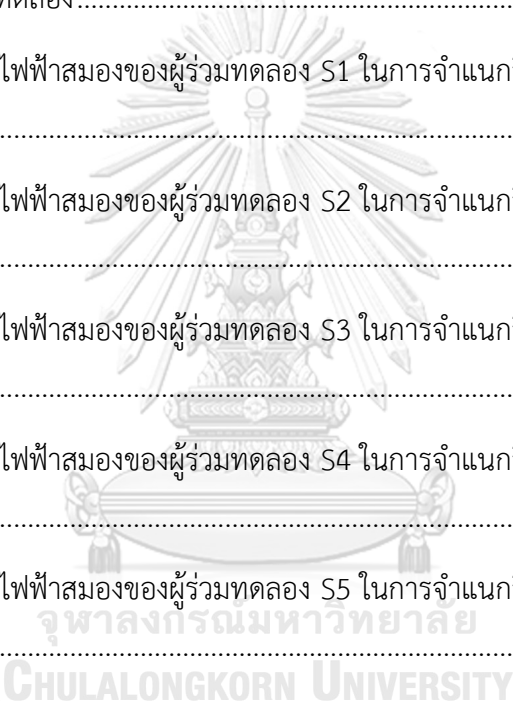 ทดลอง..........................................................................
ไฟฟ้าสมองของผู้ร่วมทดลอง S1 ในการจำแนก
..........................................................................
ไฟฟ้าสมองของผู้ร่วมทดลอง S2 ในการจำแนก
..........................................................................
ไฟฟ้าสมองของผู้ร่วมทดลอง S3 ในการจำแนก
..........................................................................
ไฟฟ้าสมองของผู้ร่วมทดลอง S4 ในการจำแนก
..........................................................................
ไฟฟ้าสมองของผู้ร่วมทดลอง S5 ในการจำแนก
จุฬาลงกรณ์มหาวิทยาลัย
..........................................................................
CHULALONGKORN UNIVERSITY